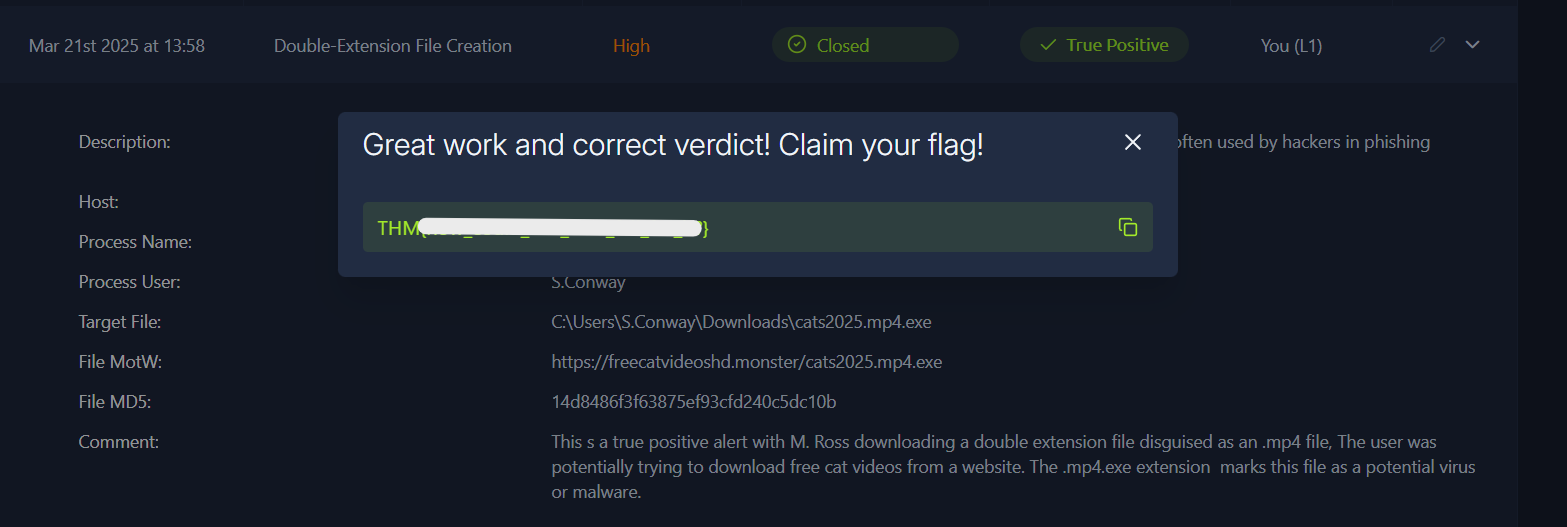 Mar 21st 2025 at 13:58 Double-Extension File Creation High Closed True Positive You (L1)
Great work and correct verdict! Claim your flag!
Description: often used by hackers in phishing
Host:
THM }
Process Name:
Process User: S.Conway
Target File: C:\Users\S.Conway\Downloads\cats2025.mp4.exe
File MotW: https://freecatvideoshd.monster/cats2025.mp4.exe
File MD5: 14d8486f3f63875ef93cfd240c5dc10b
Comment: This s a true positive alert with M. Ross downloading a double extension file disguised as an .mp4 file, The user was
potentially trying to download free cat videos from a website. The .mp4.exe extension marks this file as a potential virus
or malware.